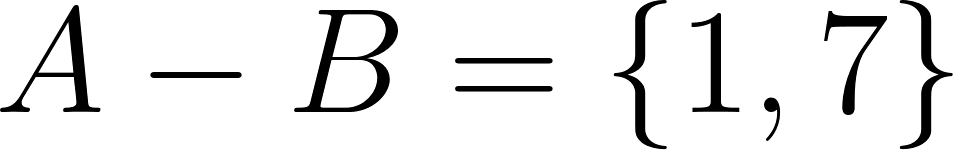 A − B = {1, 7}